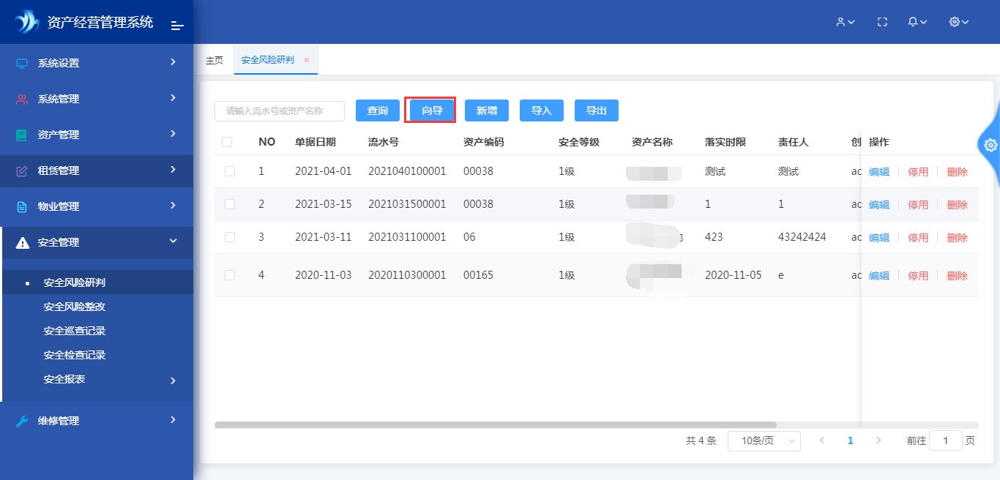 资产经营管理系统
系统设置
系统管理
资产管理
租赁管理
物业管理
安全管理
安全风险研判
安全风险整改
安全巡查记录
安全检查记录
安全报表
维修管理
主页 安全风险研判 ×
请输入流水号或资产名称 查询 向导 新增 导入 导出
NO 单据日期 流水号 资产编码 安全等级 资产名称 落实时限 责任人 创 操作
1 2021-04-01 2021040100001 00038 1级 测试 测试 ac 编辑 停用 删除
2 2021-03-15 2021031500001 00038 1级 1 1 ac 编辑 停用 删除
3 2021-03-11 2021031100001 06 1级 423 43242424 ac 编辑 停用 删除
4 2020-11-03 2020110300001 00165 1级 2020-11-05 e ac 编辑 停用 删除
共 4 条 10条/页 1 前往 1 页